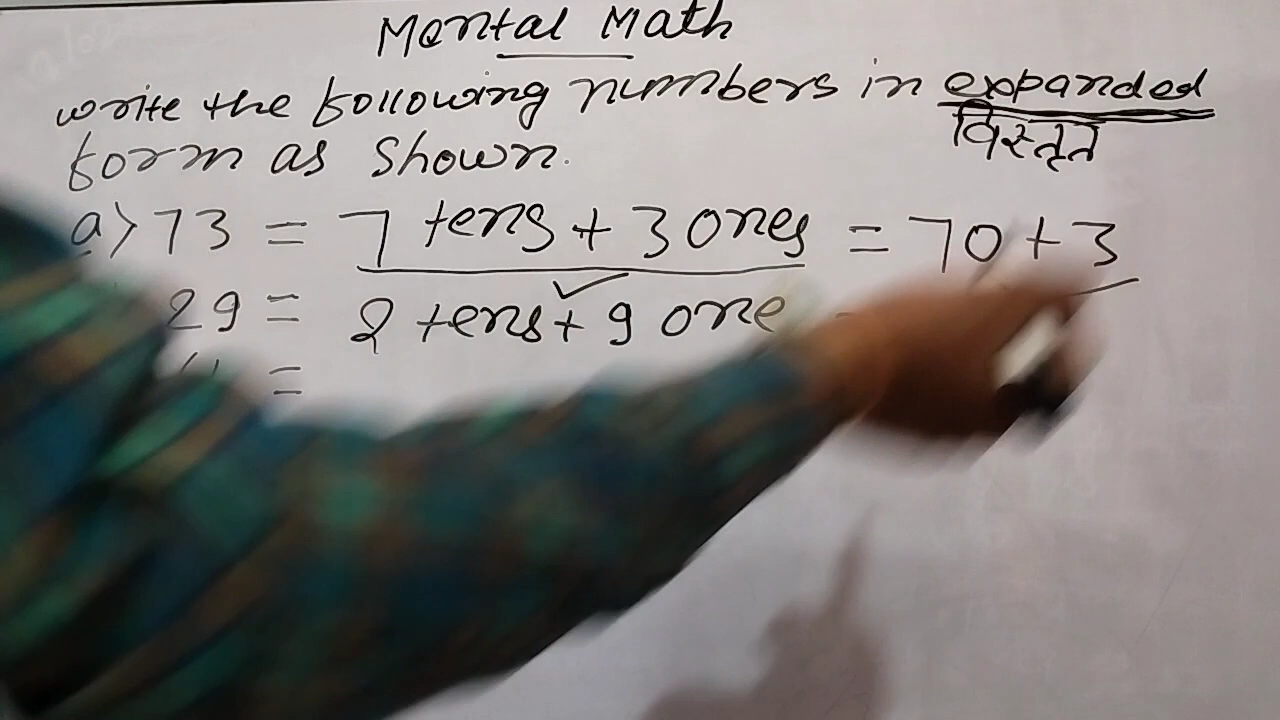 Mental Math
write the following numbers in expanded
विस्तृत
form as shown.
a> 73 = 7 tens + 3 ones = 70 + 3
29 = 2 tens + 9 one
=